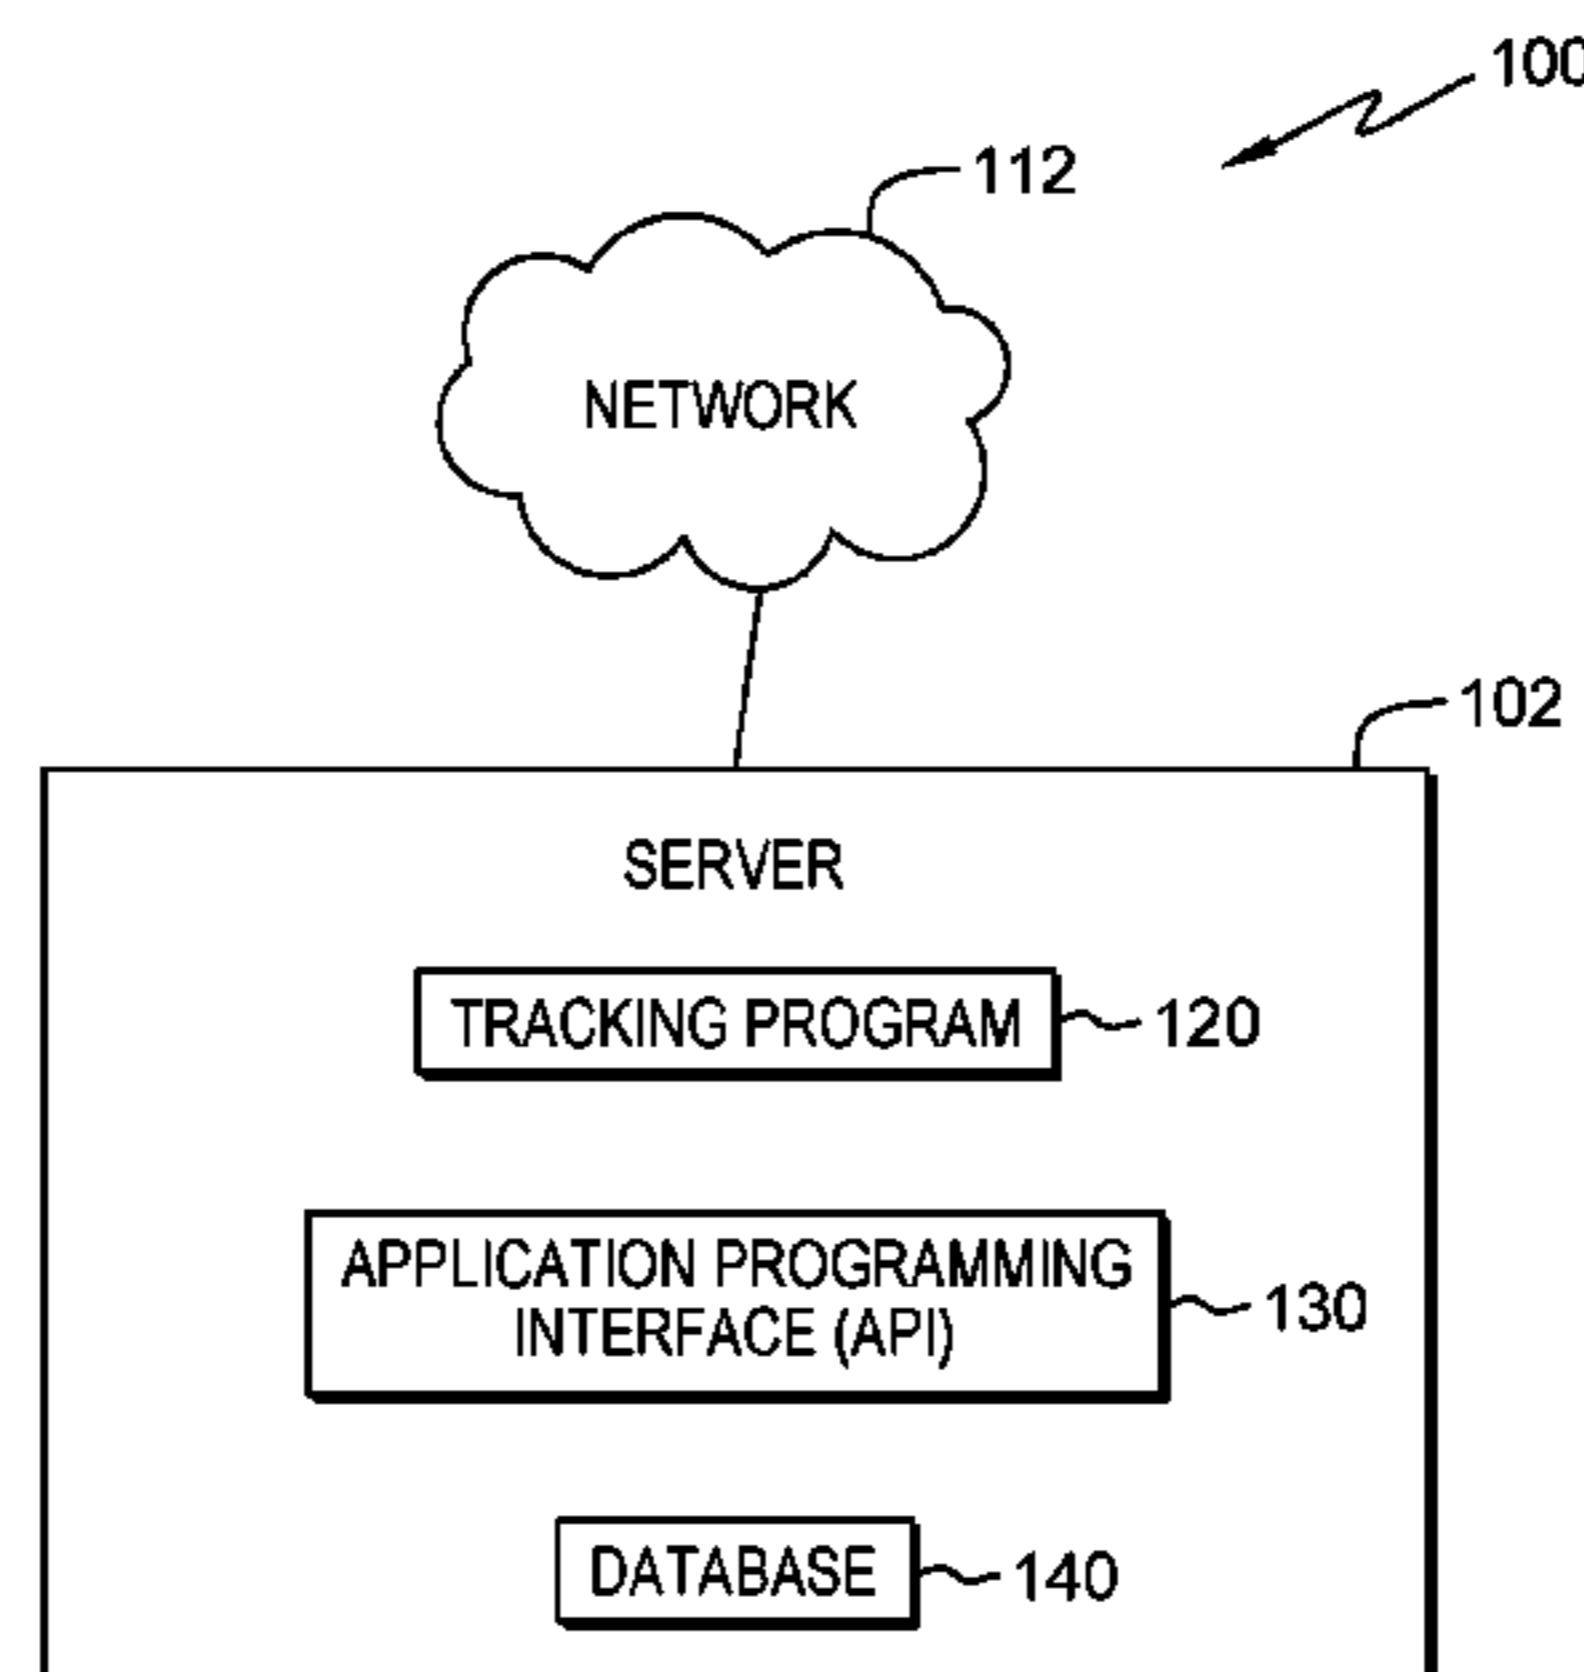 100
112
NETWORK
102
SERVER
TRACKING PROGRAM
120
APPLICATION PROGRAMMING
INTERFACE (API)
130
DATABASE
140